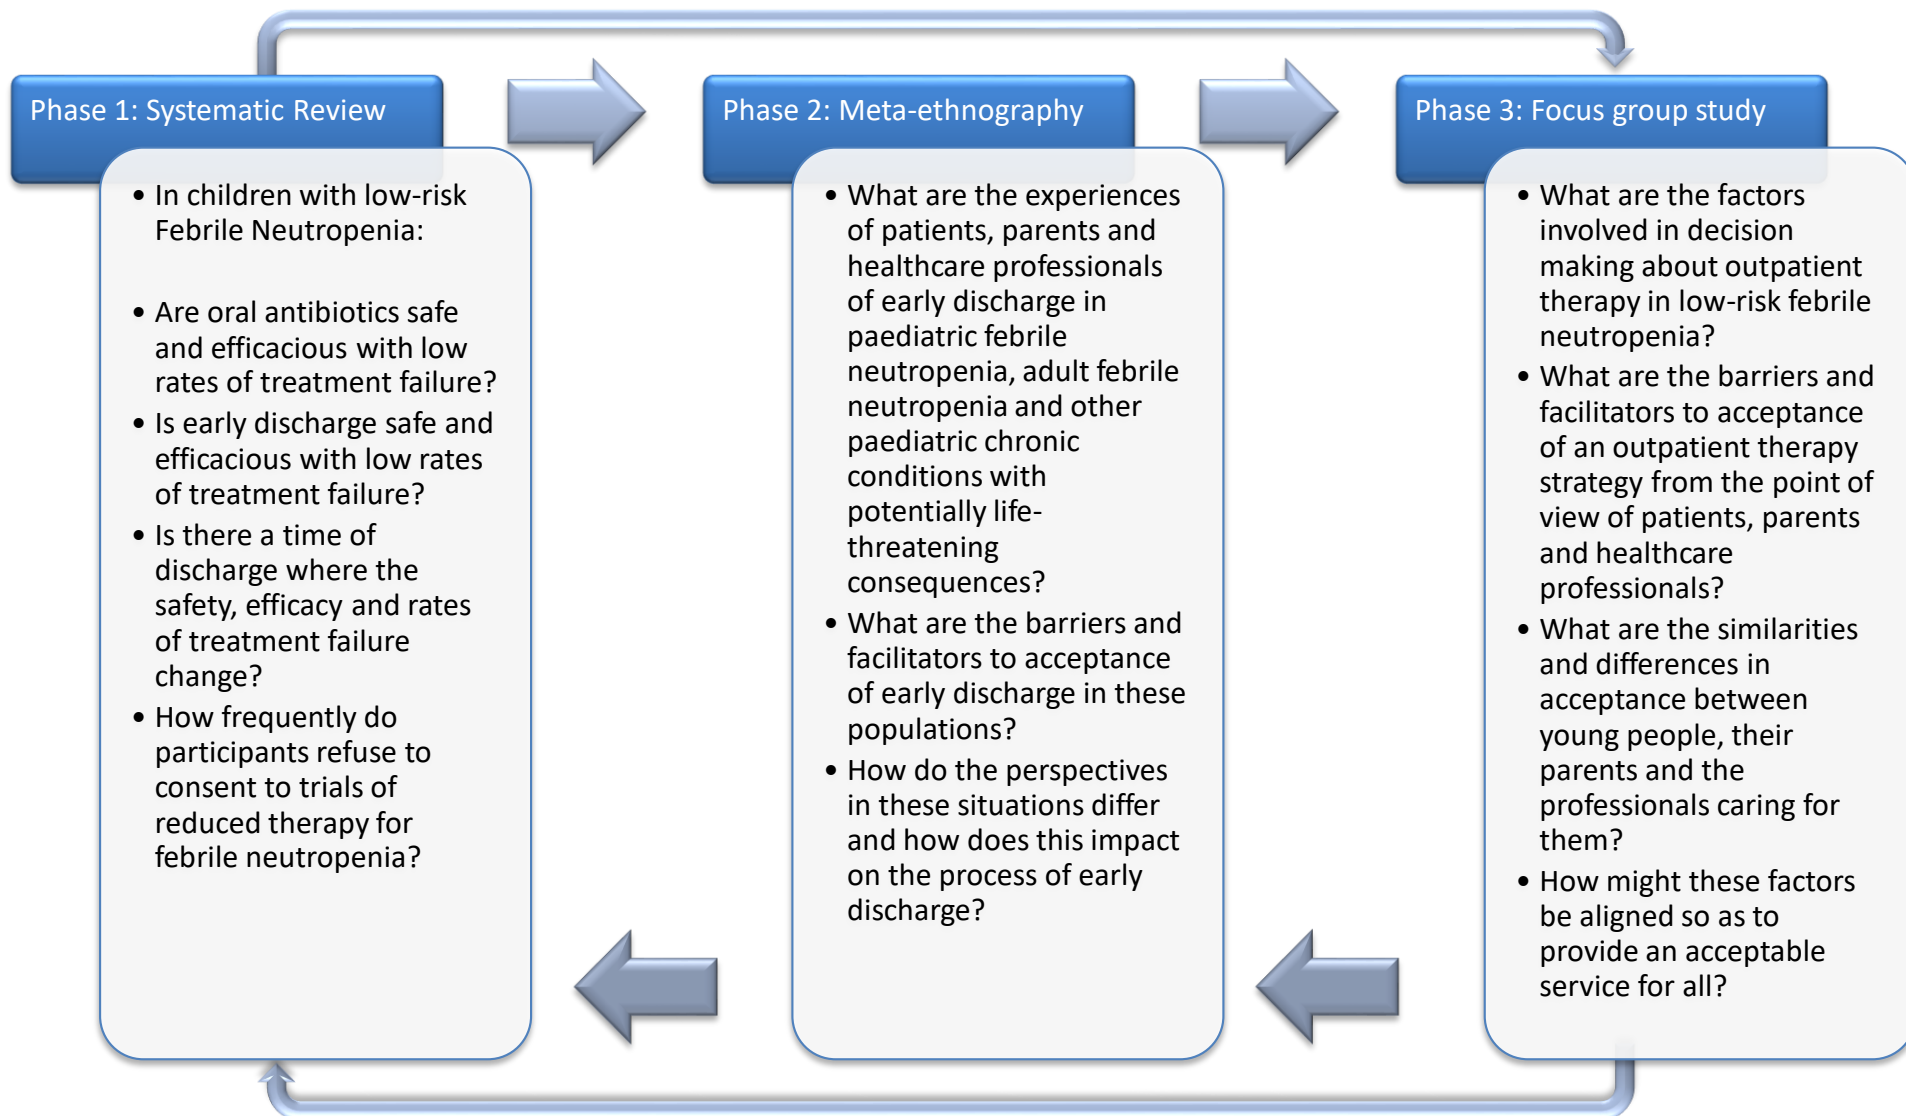 Phase 1: Systematic Review
• In children with low-risk
Febrile Neutropenia:
• Are oral antibiotics safe
and efficacious with low
rates of treatment failure?
• Is early discharge safe and
efficacious with low rates
of treatment failure?
• Is there a time of
discharge where the
safety, efficacy and rates
of treatment failure
change?
• How frequently do
participants refuse to
consent to trials of
reduced therapy for
febrile neutropenia?
Phase 2: Meta-ethnography
• What are the experiences
of patients, parents and
healthcare professionals
of early discharge in
paediatric febrile
neutropenia, adult febrile
neutropenia and other
paediatric chronic
conditions with
potentially life-
threatening
consequences?
• What are the barriers and
facilitators to acceptance
of early discharge in these
populations?
• How do the perspectives
in these situations differ
and how does this impact
on the process of early
discharge?
Phase 3: Focus group study
• What are the factors
involved in decision
making about outpatient
therapy in low-risk febrile
neutropenia?
• What are the barriers and
facilitators to acceptance
of an outpatient therapy
strategy from the point of
view of patients, parents
and healthcare
professionals?
• What are the similarities
and differences in
acceptance between
young people, their
parents and the
professionals caring for
them?
• How might these factors
be aligned so as to
provide an acceptable
service for all?